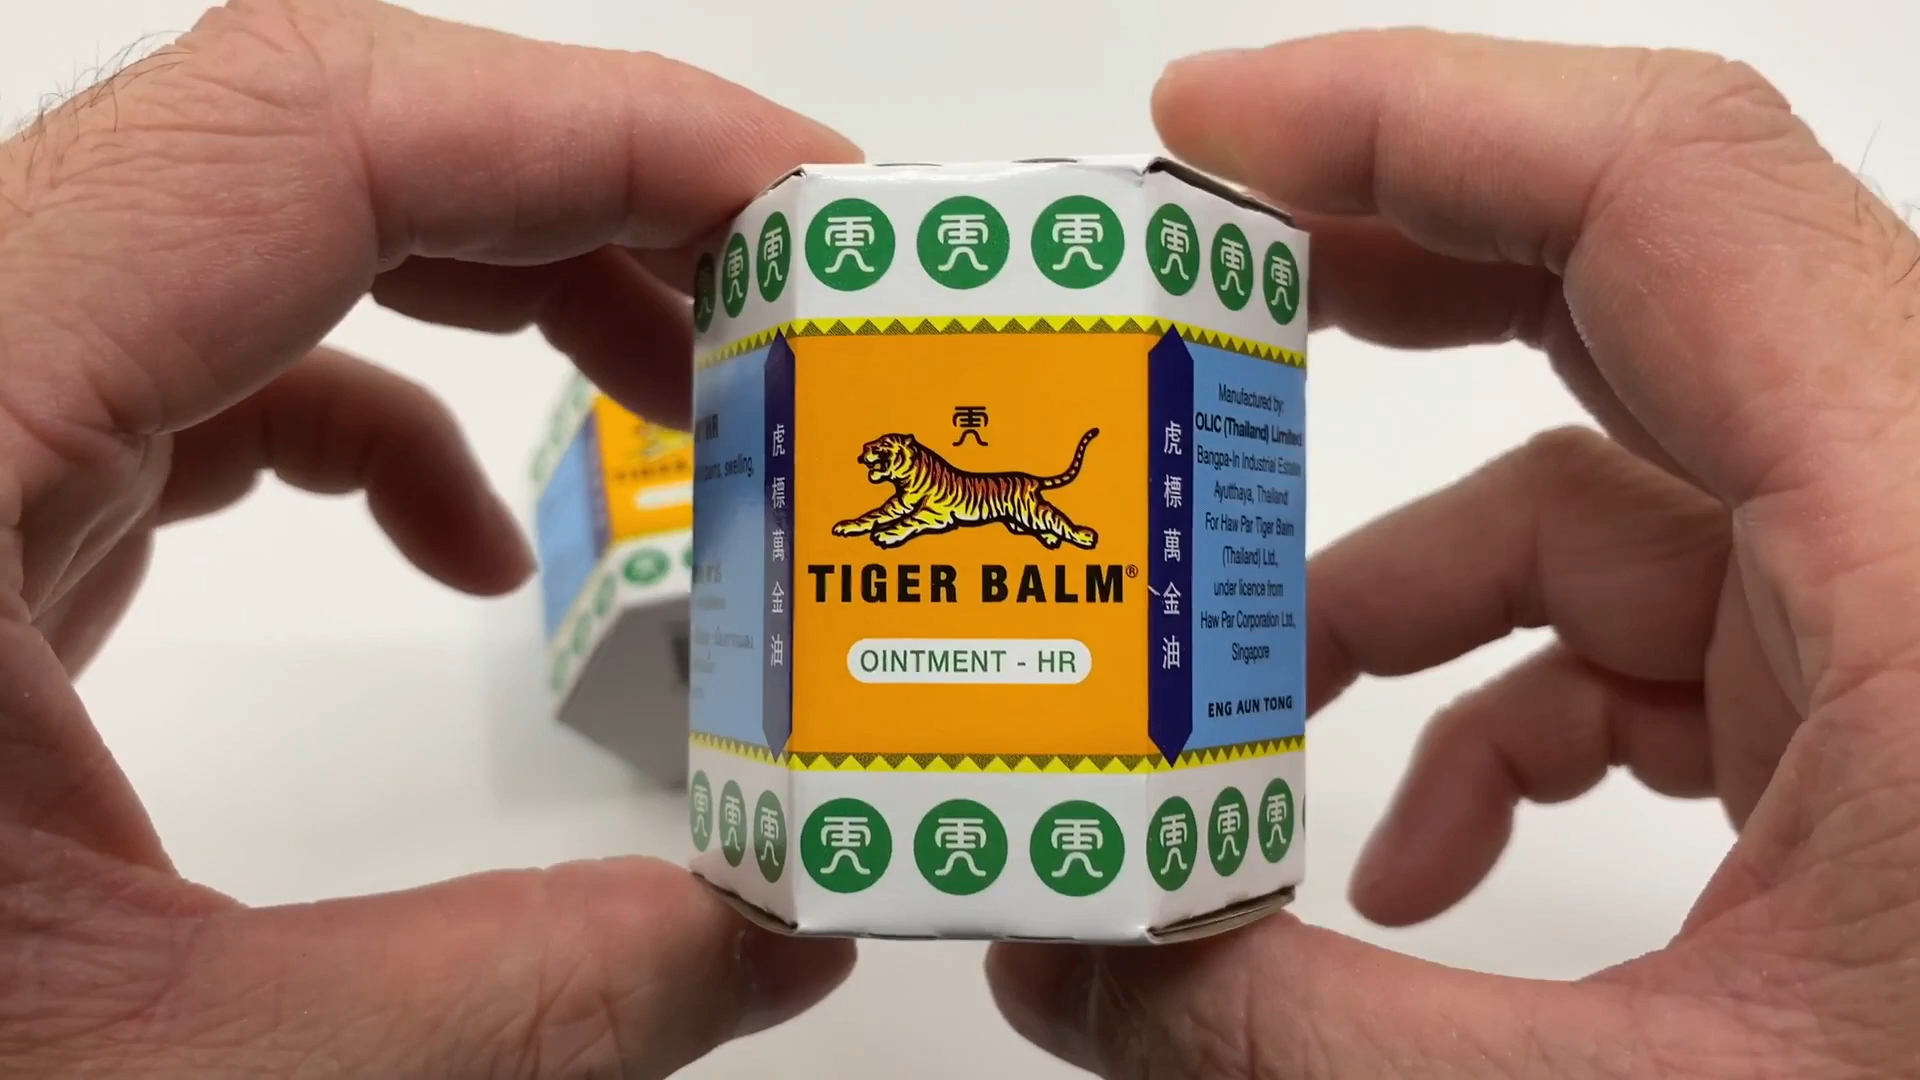 TIGER BALM®
OINTMENT - HR
虎標萬金油
虎標萬金油
Manufactured by:
OLIC (Thailand) Limited
Bangpa-In Industrial Estate
Ayutthaya, Thailand
For Haw Par Tiger Balm
(Thailand) Ltd.,
under licence from
Haw Par Corporation Ltd.,
Singapore
ENG AUN TONG
HR
swelling,